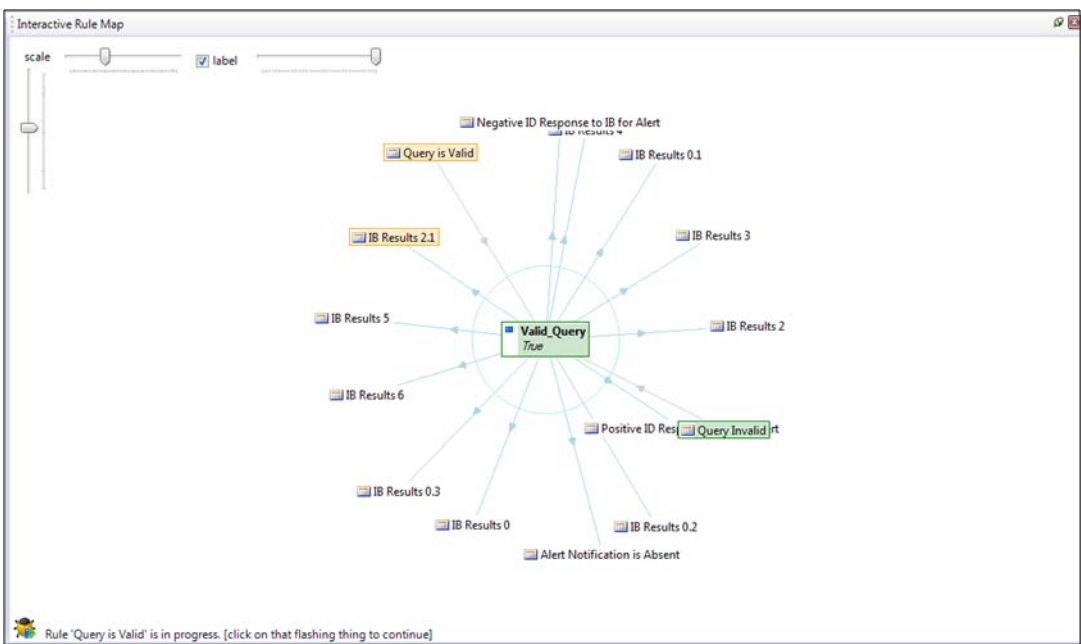 Interactive Rule Map
scale
label
Negative ID Response to IB for Alert
IB Results 4
Query is Valid
IB Results 0.1
IB Results 2.1
IB Results 3
IB Results 5
Valid_Query
True
IB Results 2
IB Results 6
Positive ID
Query Invalid
IB Results 0.3
IB Results 0
IB Results 0.2
Alert Notification is Absent
Rule 'Query is Valid' is in progress. [click on that flashing thing to continue]